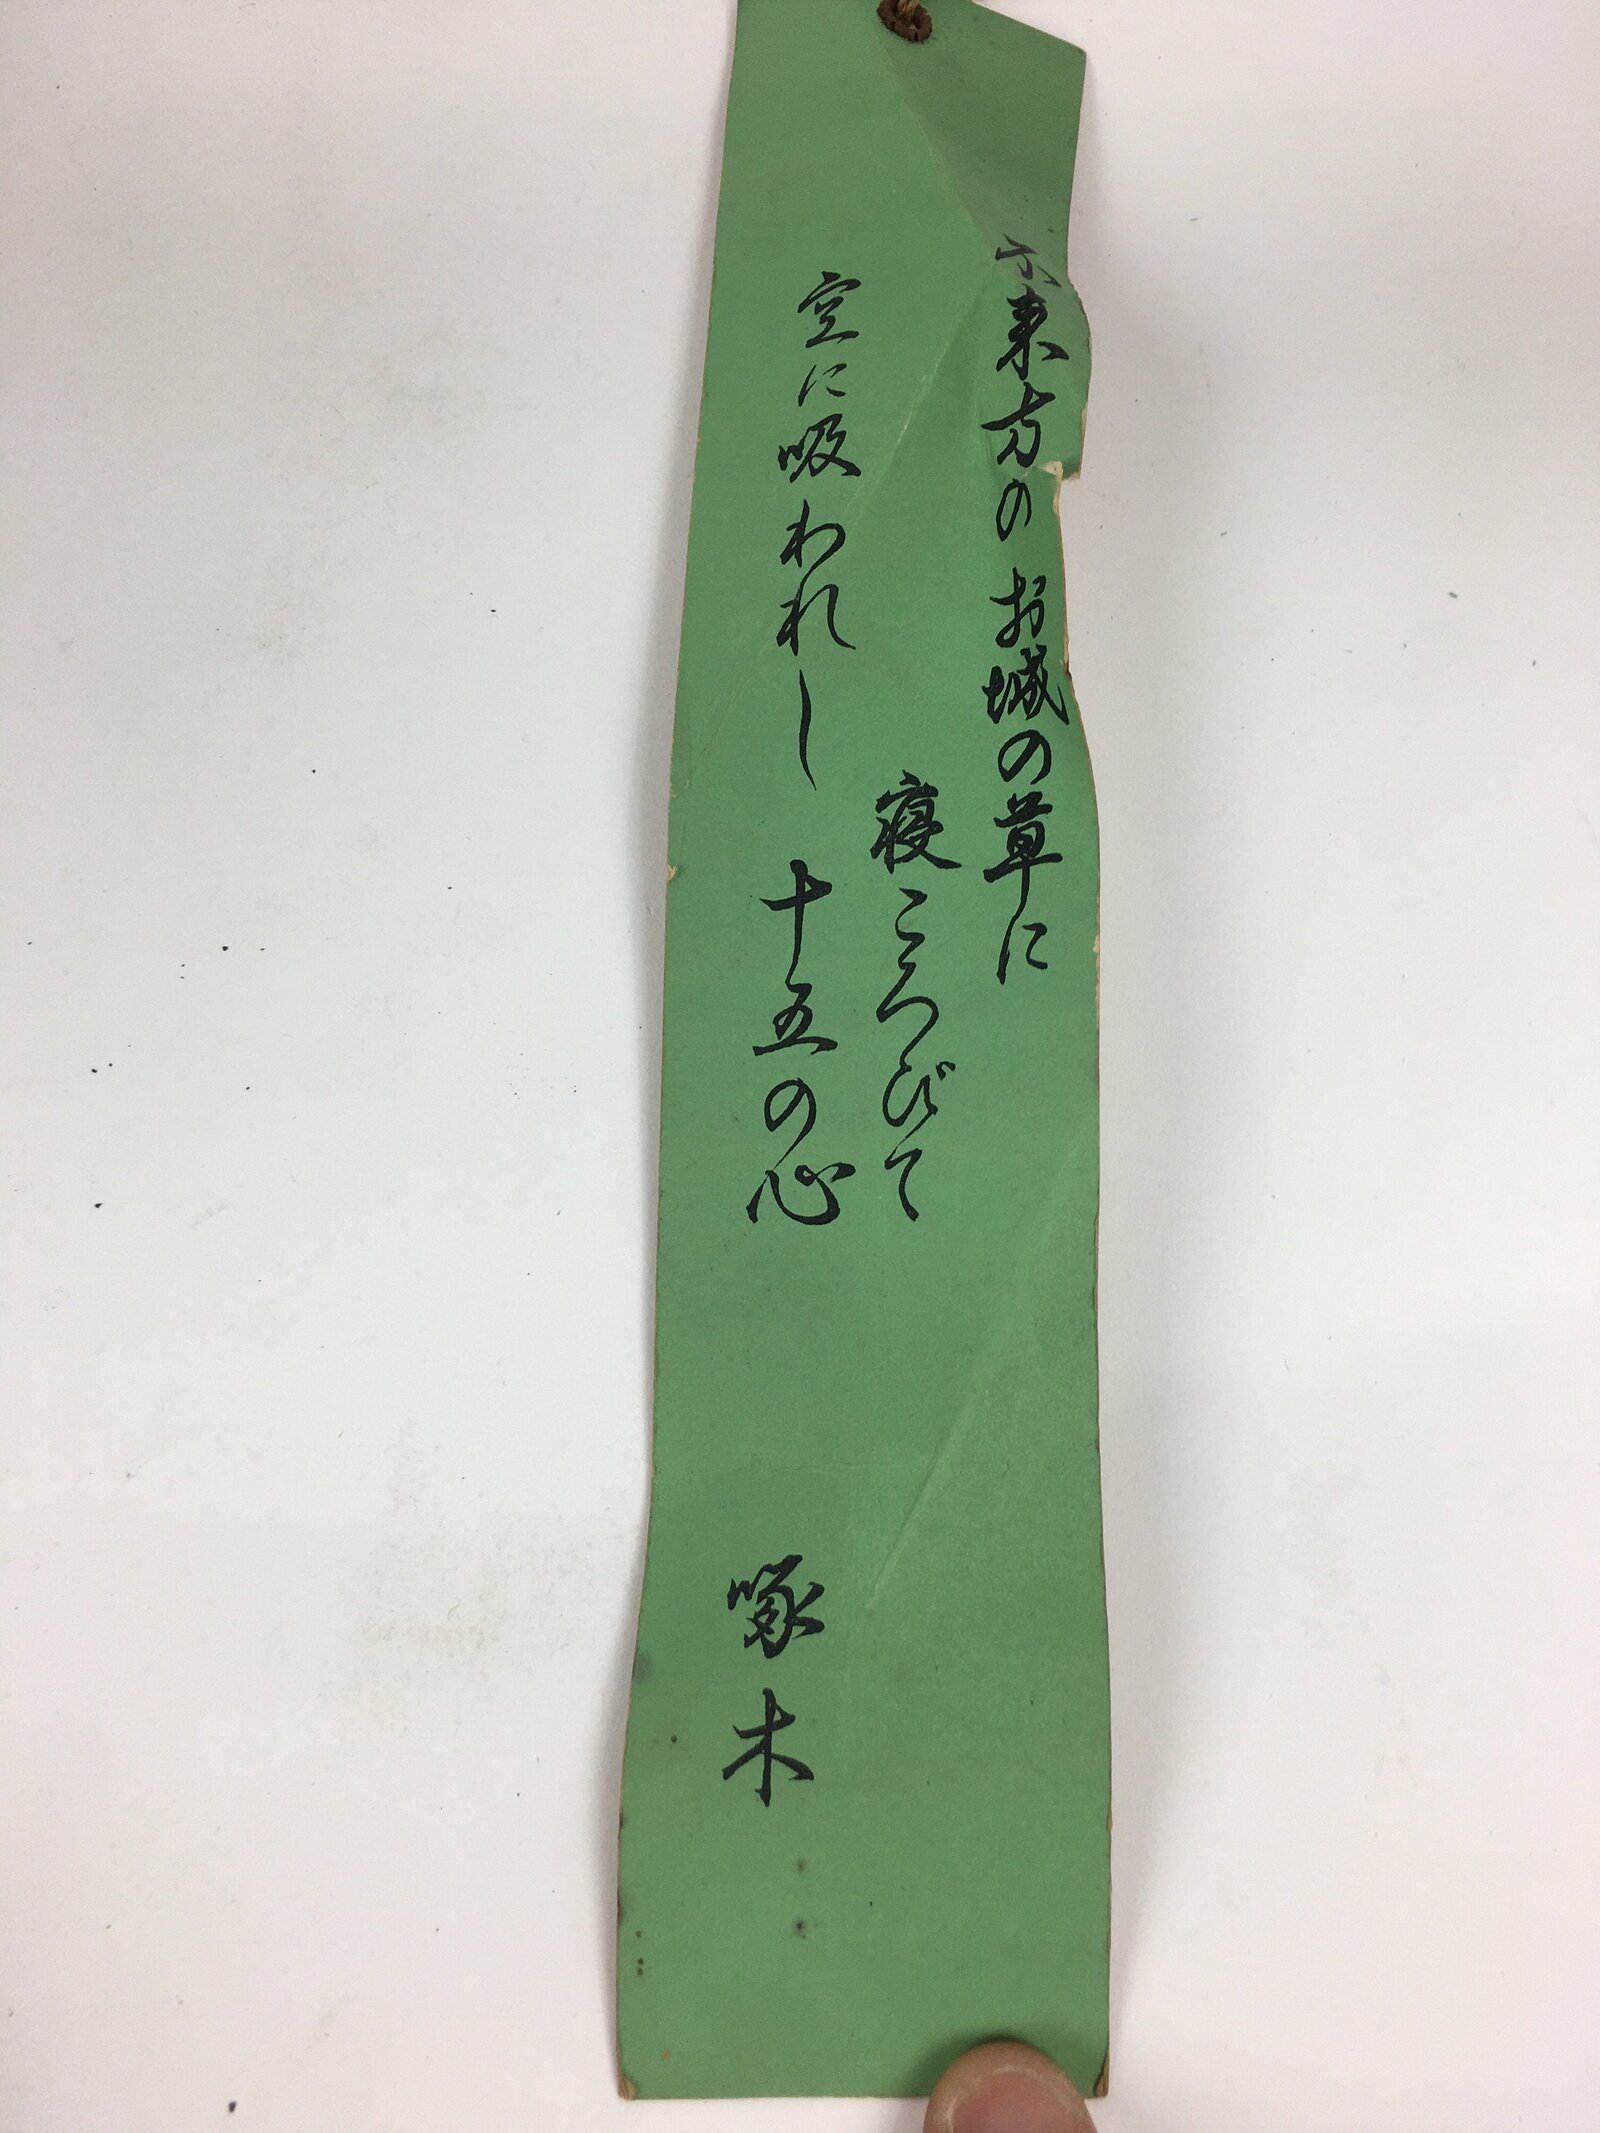 不来方のお城の草に
寝ころびて
空に吸われし十五の心
啄木